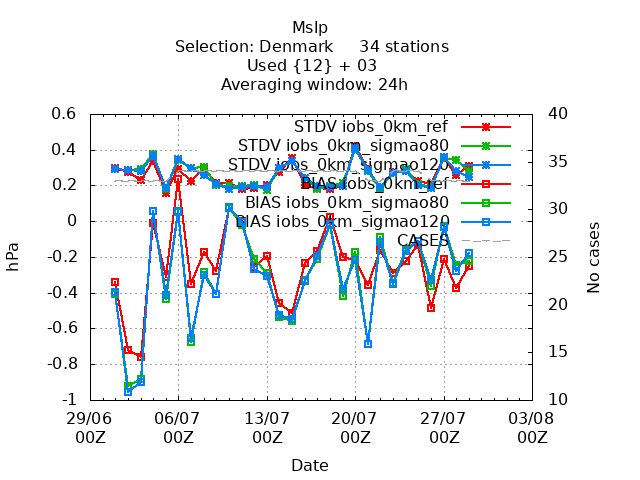 Mslp
Selection: Denmark     34 stations
Used {12} + 03
Averaging window: 24h
0.6
0.4
0.2
0
-0.2
-0.4
-0.6
-0.8
-1
hPa
40
35
30
25
20
15
10
No cases
STDV iobs_0km_ref
STDV iobs_0km_sigmao80
STDV iobs_0km_sigmao120
BIAS iobs_0km_ref
BIAS iobs_0km_sigmao80
BIAS iobs_0km_sigmao120
CASES
29/06 06/07 13/07 20/07 27/07 03/08
00Z 00Z 00Z 00Z 00Z 00Z
Date